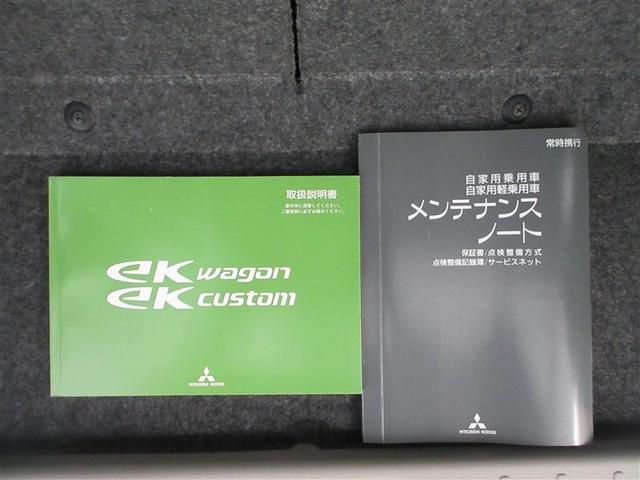 取扱説明書
車の中に保管してください。
ご使用前に必ずお読みください。
eK wagon
eK custom
MITSUBISHI MOTORS
常時携行
自家用乗用車
自家用軽乗用車
メンテナンス
ノート
保証書/点検整備方式
点検整備記録簿/サービスネット
MITSUBISHI MOTORS